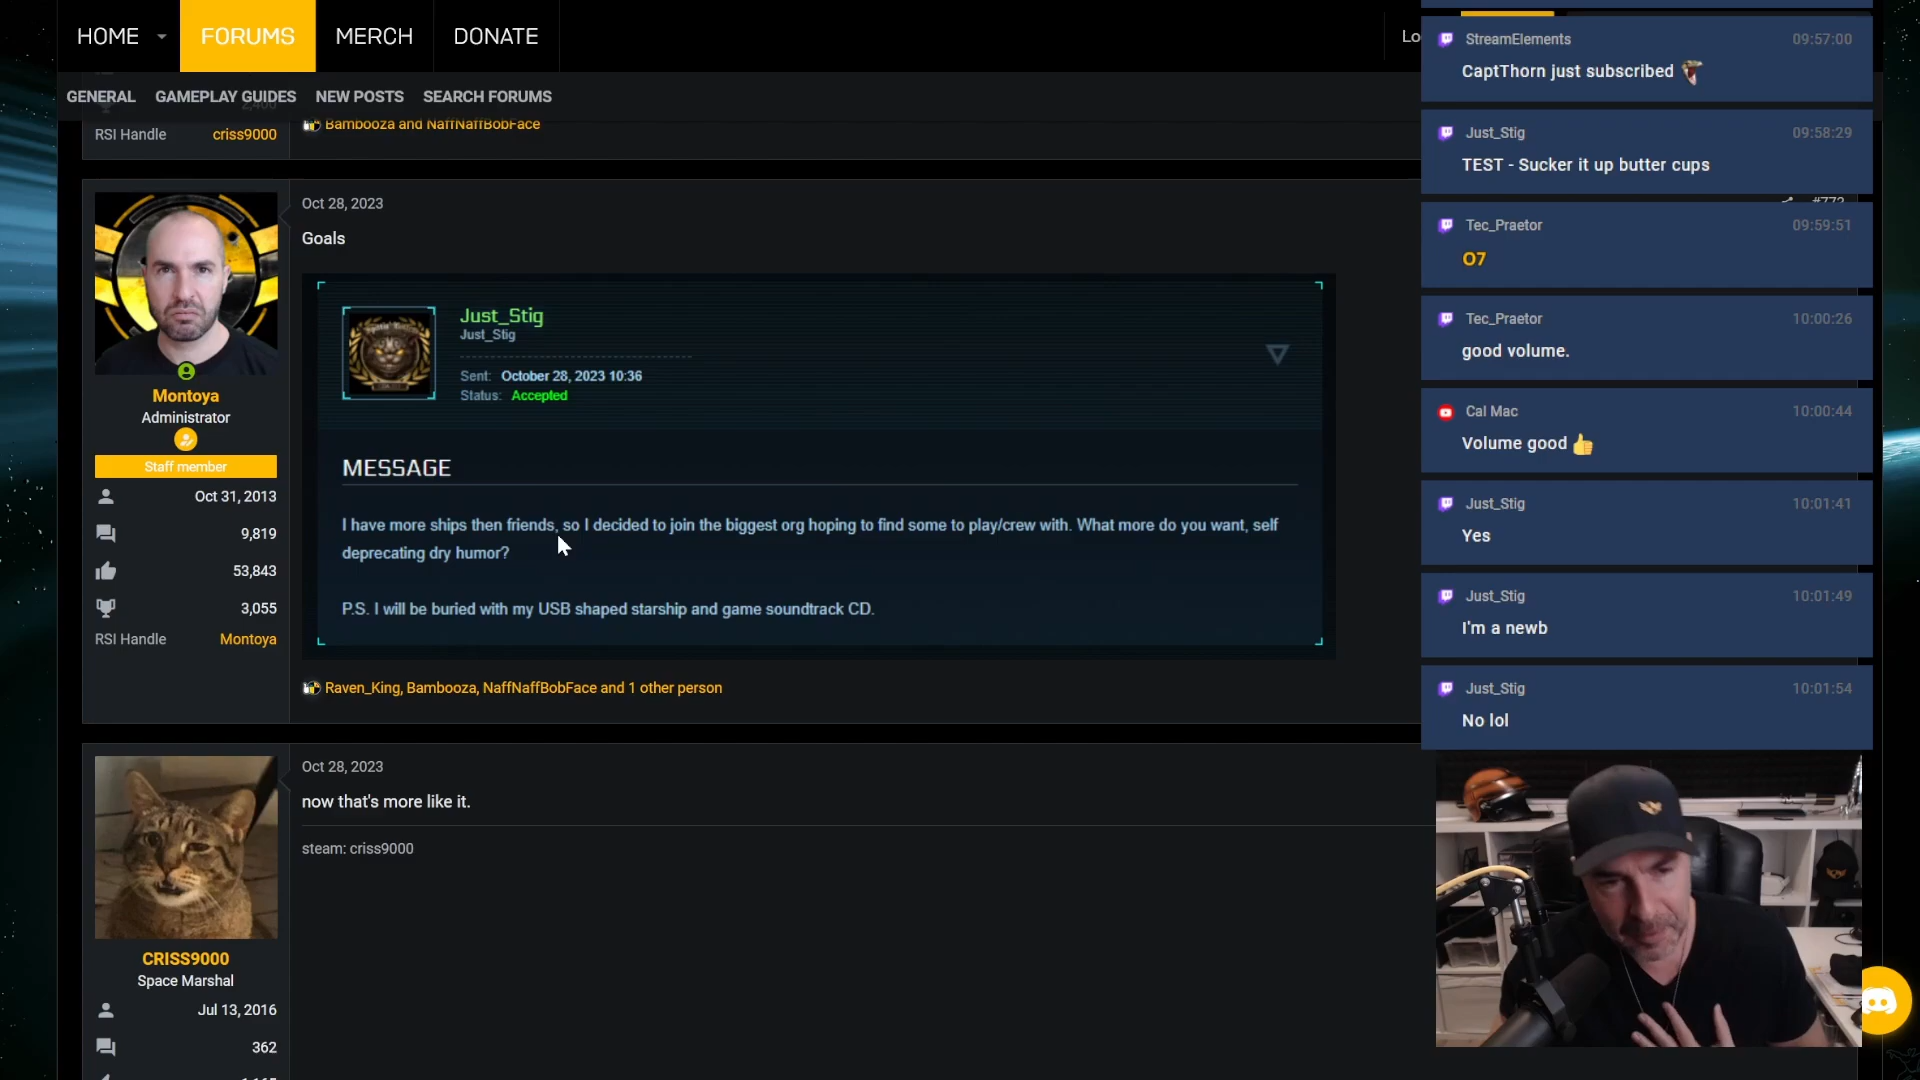 HOME
FORUMS
MERCH
DONATE
Lo
GENERAL
GAMEPLAY GUIDES
NEW POSTS
SEARCH FORUMS
RSI Handle criss9000
Bambooza and NaffNaffBobFace
Oct 28, 2023
Goals
Just_Stig
Just_Stig
Sent: October 28, 2023 10:36
Status: Accepted
MESSAGE
I have more ships then friends, so I decided to join the biggest org hoping to find some to play/crew with. What more do you want, self
deprecating dry humor?
P.S. I will be buried with my USB shaped starship and game soundtrack CD.
Montoya
Administrator
Staff member
Oct 31, 2013
9,819
53,843
3,055
RSI Handle Montoya
Raven_King, Bambooza, NaffNaffBobFace and 1 other person
Oct 28, 2023
now that's more like it.
steam: criss9000
CRISS9000
Space Marshal
Jul 13, 2016
362
StreamElements 09:57:00
CaptThorn just subscribed
Just_Stig 09:58:29
TEST - Sucker it up butter cups
Tec_Praetor 09:59:51
O7
Tec_Praetor 10:00:26
good volume.
Cal Mac 10:00:44
Volume good 👍
Just_Stig 10:01:41
Yes
Just_Stig 10:01:49
I'm a newb
Just_Stig 10:01:54
No lol